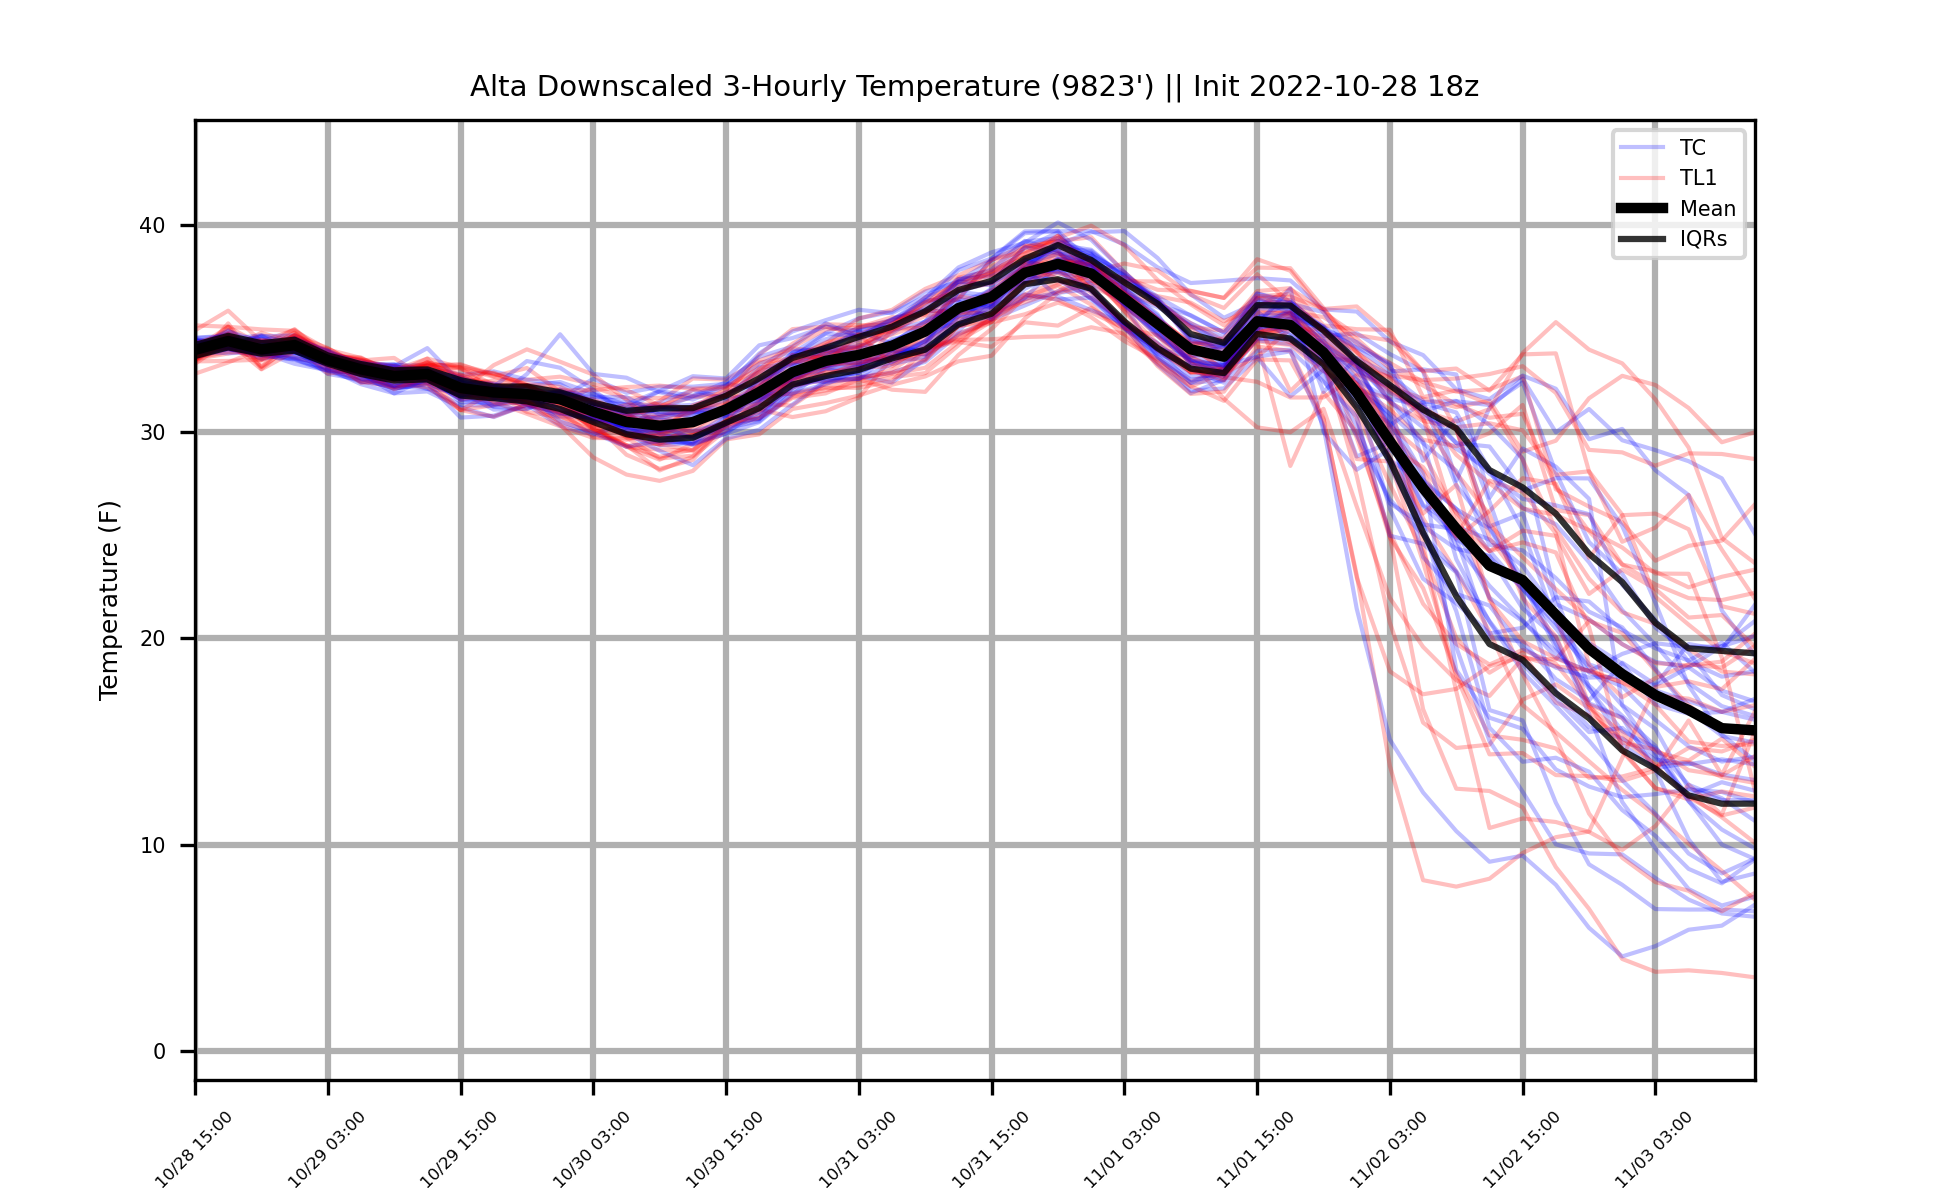 Alta Downscaled 3-Hourly Temperature (9823') || Init 2022-10-28 18z
TC
TL1
Mean
IQRs
Temperature (F)
40
30
20
10
0
10/28 15:00
10/29 03:00
10/29 15:00
10/30 03:00
10/30 15:00
10/31 03:00
10/31 15:00
11/01 03:00
11/01 15:00
11/02 03:00
11/02 15:00
11/03 03:00